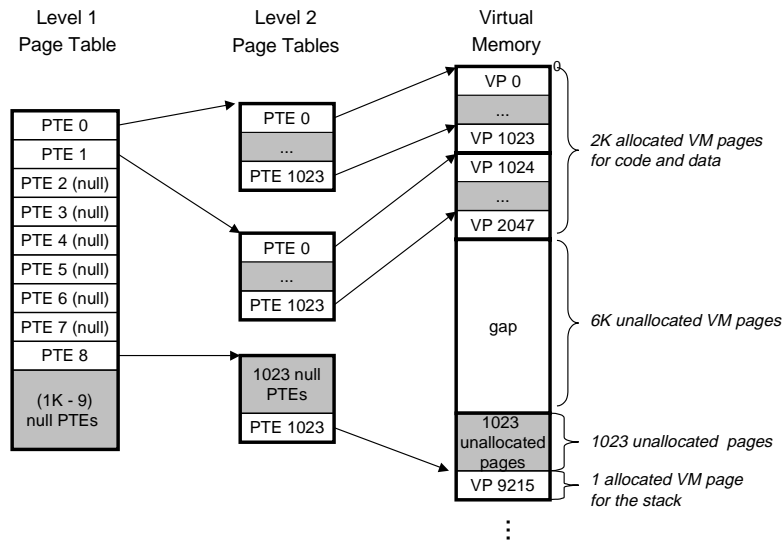 Level 1
Page Table
PTE 0
PTE 1
PTE 2 (null)
PTE 3 (null)
PTE 4 (null)
PTE 5 (null)
PTE 6 (null)
PTE 7 (null)
PTE 8
(1K - 9)
null PTEs
Level 2
Page Tables
PTE 0
...
PTE 1023
PTE 0
...
PTE 1023
1023 null
PTEs
PTE 1023
Virtual
Memory
0
VP 0
...
VP 1023
VP 1024
...
VP 2047
gap
1023
unallocated
pages
VP 9215
...
2K allocated VM pages
for code and data
6K unallocated VM pages
1023 unallocated pages
1 allocated VM page
for the stack